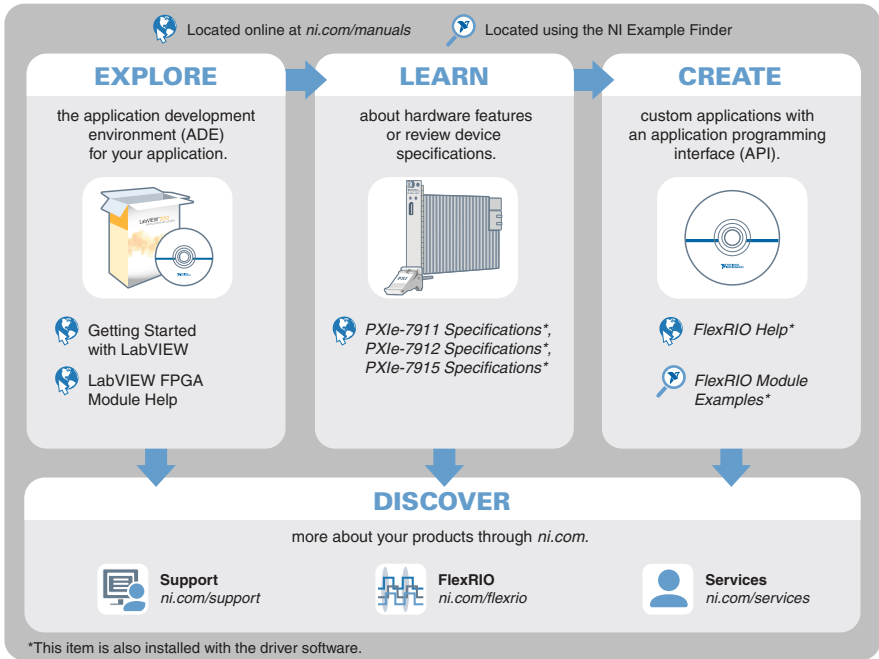 Located online at ni.com/manuals
Located using the NI Example Finder
EXPLORE
the application development
environment (ADE)
for your application.
LabVIEW
Getting Started
with LabVIEW
LabVIEW FPGA
Module Help
LEARN
about hardware features
or review device
specifications.
PXI
PXIe-7911 Specifications*,
PXIe-7912 Specifications*,
PXIe-7915 Specifications*
CREATE
custom applications with
an application programming
interface (API).
FlexRIO Help*
FlexRIO Module
Examples*
DISCOVER
more about your products through ni.com.
Support
ni.com/support
FlexRIO
ni.com/flexrio
Services
ni.com/services
*This item is also installed with the driver software.